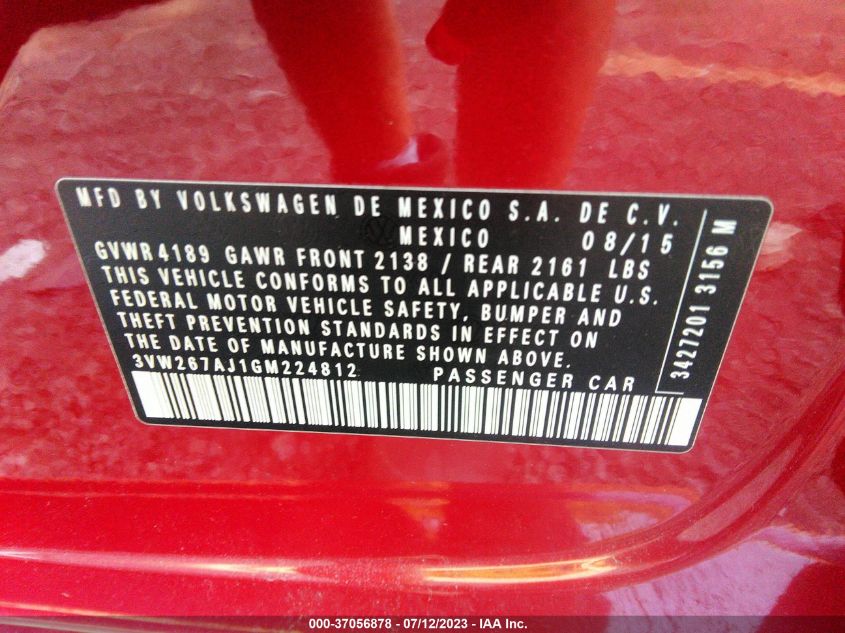 MFD BY VOLKSWAGEN DE MEXICO S.A. DE C.V.
MEXICO 08/15
GVWR 4189 GAWR FRONT 2138 / REAR 2161 LBS
THIS VEHICLE CONFORMS TO ALL APPLICABLE U.S.
FEDERAL MOTOR VEHICLE SAFETY, BUMPER AND
THEFT PREVENTION STANDARDS IN EFFECT ON
THE DATE OF MANUFACTURE SHOWN ABOVE.
3VW267AJ1GM224812 PASSENGER CAR
3427201 3156 M
000-37056878 - 07/12/2023 - IAA Inc.